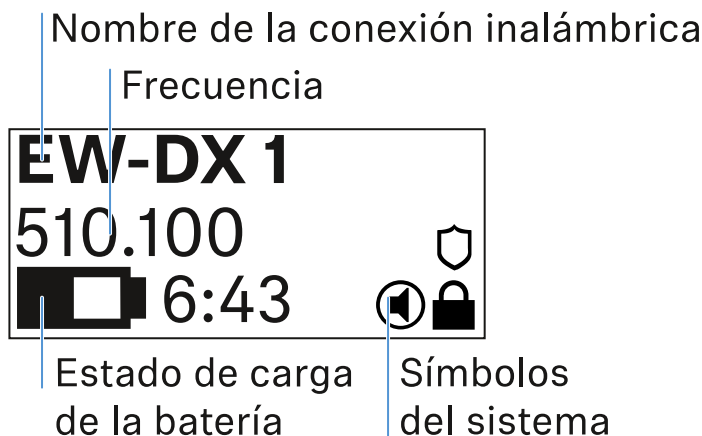 Nombre de la conexión inalámbrica
Frecuencia
EW-DX 1
510.100
6:43
Estado de carga
de la batería
Símbolos
del sistema